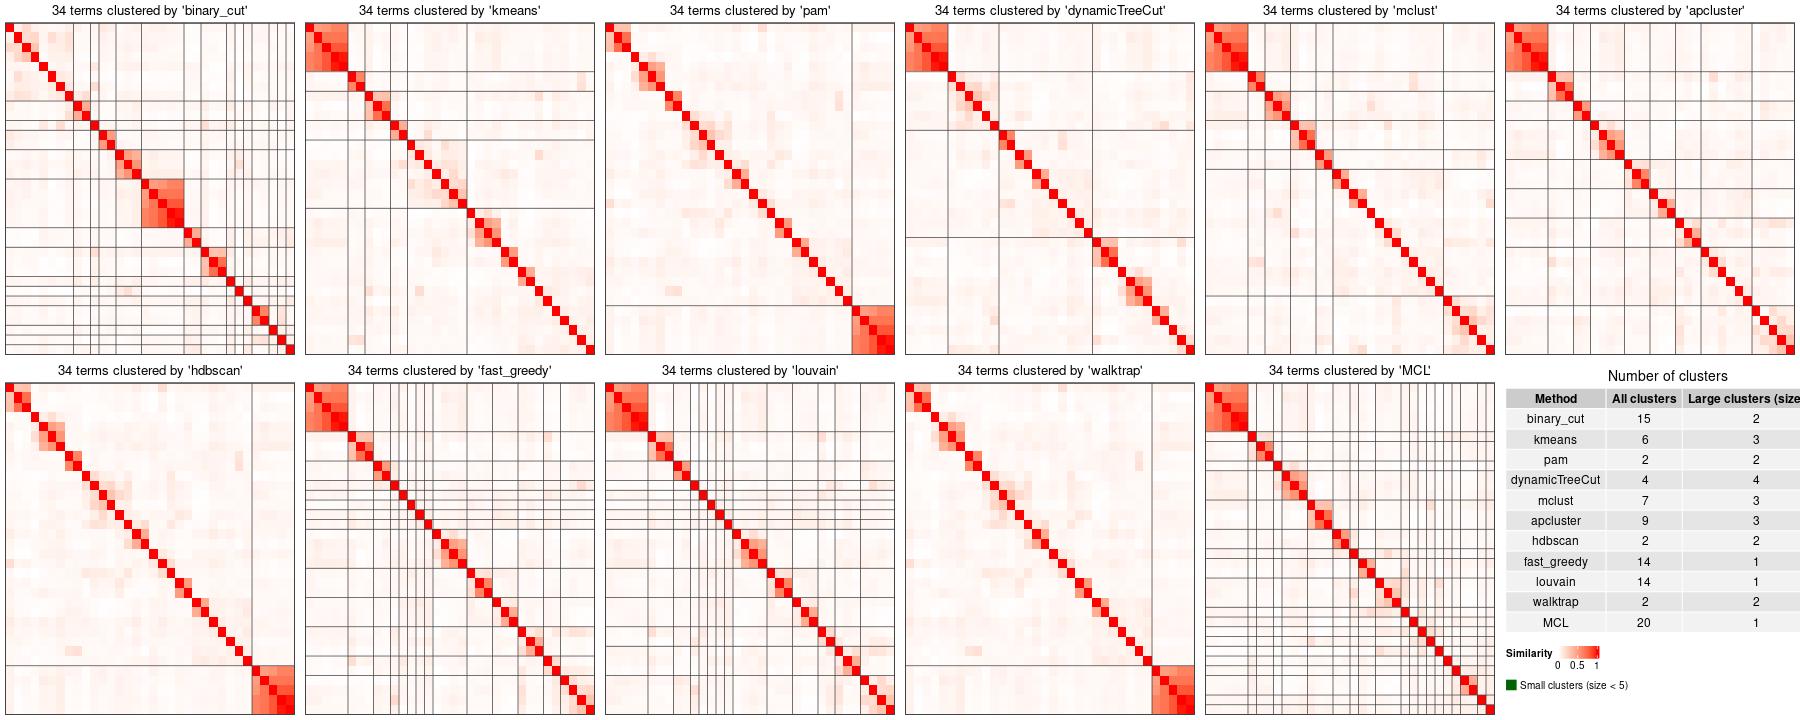 34 terms clustered by 'binary_cut'
34 terms clustered by 'kmeans'
34 terms clustered by 'pam'
34 terms clustered by 'dynamicTreeCut'
34 terms clustered by 'mclust'
34 terms clustered by 'apcluster'
34 terms clustered by 'hdbscan'
34 terms clustered by 'fast_greedy'
34 terms clustered by 'louvain'
34 terms clustered by 'walktrap'
34 terms clustered by 'MCL'
Number of clusters
Method All clusters Large clusters (size
binary_cut 15 2
kmeans 6 3
pam 2 2
dynamicTreeCut 4 4
mclust 7 3
apcluster 9 3
hdbscan 2 2
fast_greedy 14 1
louvain 14 1
walktrap 2 2
MCL 20 1
Similarity
0 0.5 1
Small clusters (size < 5)